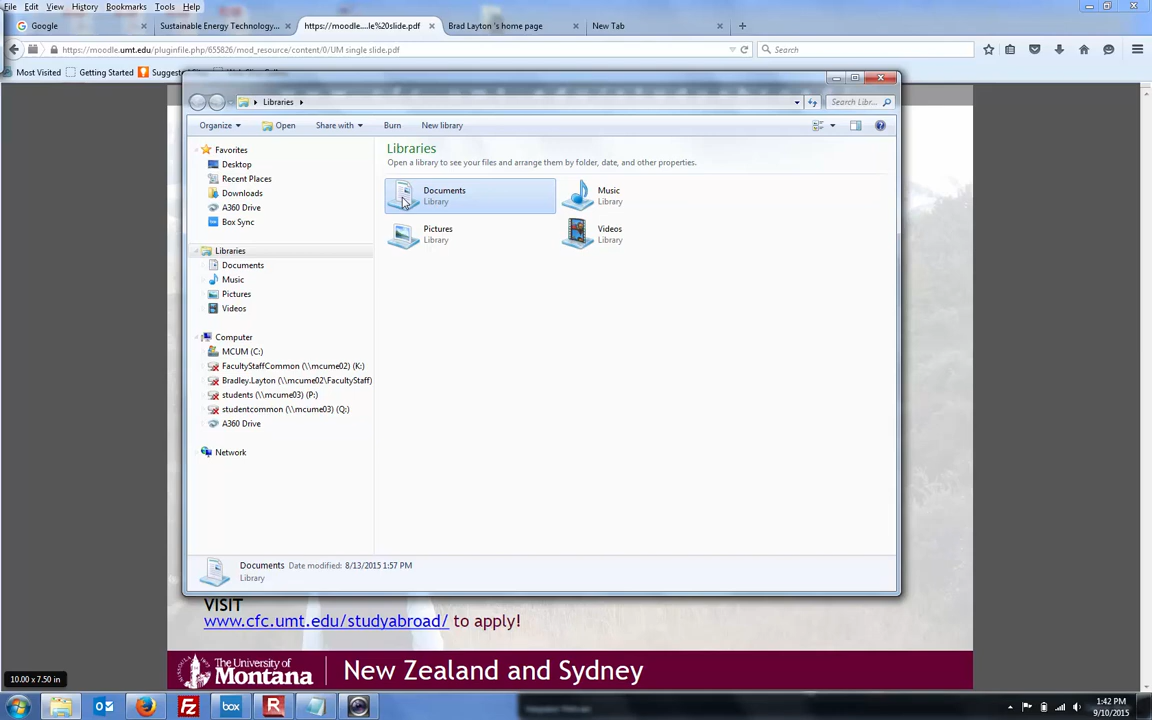 File Edit View History Bookmarks Tools Help
Google Sustainable Energy Technology... https://moodle....le%20slide.pdf Brad Layton 's home page New Tab
https://moodle.umt.edu/pluginfile.php/655826/mod_resource/content/0/UM single slide.pdf Search
Most Visited Getting Started
Libraries Search Libr...
Organize Open Share with Burn New library
Favorites
Desktop
Recent Places
Downloads
A360 Drive
Box Sync
Libraries
Documents
Music
Pictures
Videos
Computer
MCUM (C:)
FacultyStaffCommon (\\mcume02) (K:)
Bradley.Layton (\\mcume02\FacultyStaff)
students (\\mcume03) (P:)
studentcommon (\\mcume03) (Q:)
A360 Drive
Network
Libraries
Open a library to see your files and arrange them by folder, date, and other properties.
Documents
Library
Music
Library
Pictures
Library
Videos
Library
Documents Date modified: 8/13/2015 1:57 PM
Library
VISIT
www.cfc.umt.edu/studyabroad/ to apply!
The University of
Montana
New Zealand and Sydney
10.00 x 7.50 in
box
1:42 PM
9/10/2015